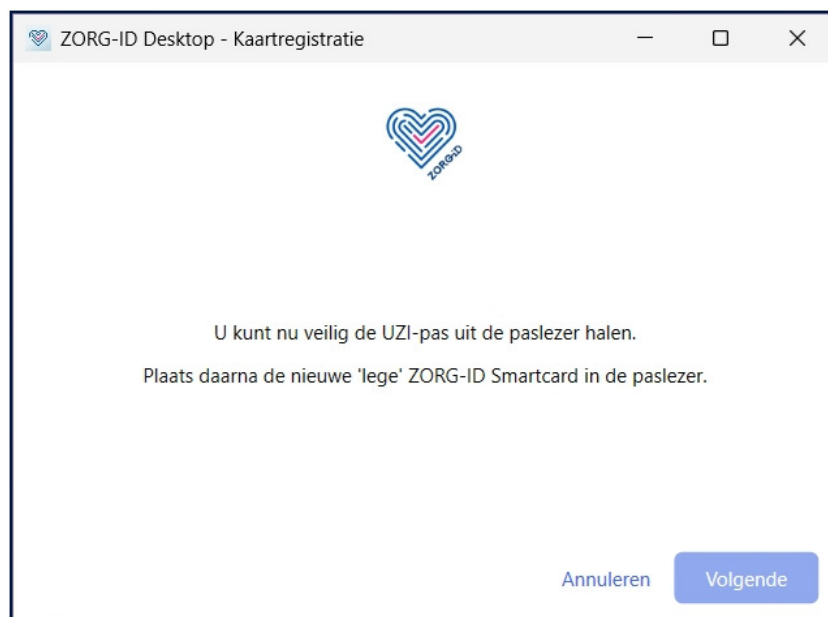 ZORG-ID Desktop - Kaartregistratie
ZORG-ID
U kunt nu veilig de UZI-pas uit de paslezer halen.
Plaats daarna de nieuwe 'lege' ZORG-ID Smartcard in de paslezer.
Annuleren
Volgende